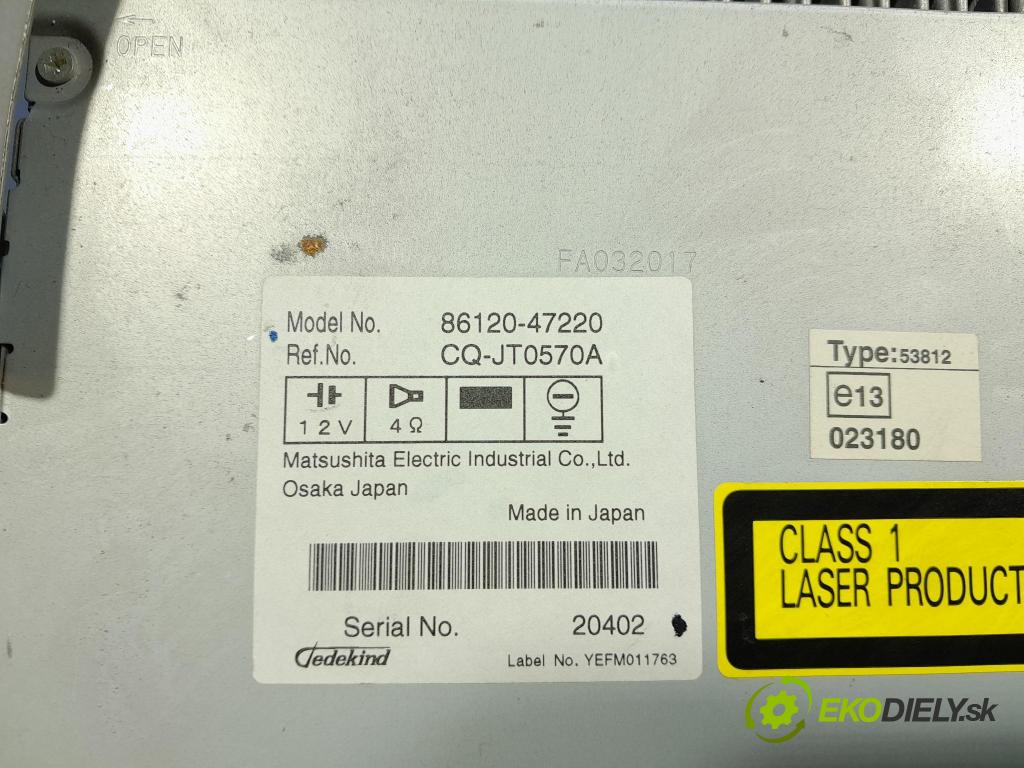 OPEN
FA032017
Model No. 86120-47220
Ref.No. CQ-JT0570A
12V 4Ω
Matsushita Electric Industrial Co.,Ltd.
Osaka Japan
Made in Japan
Serial No. 20402
Dedekind Label No. YEFM011763
Type:53812
e13
023180
CLASS 1
LASER PRODUCT
EKODIELY.sk